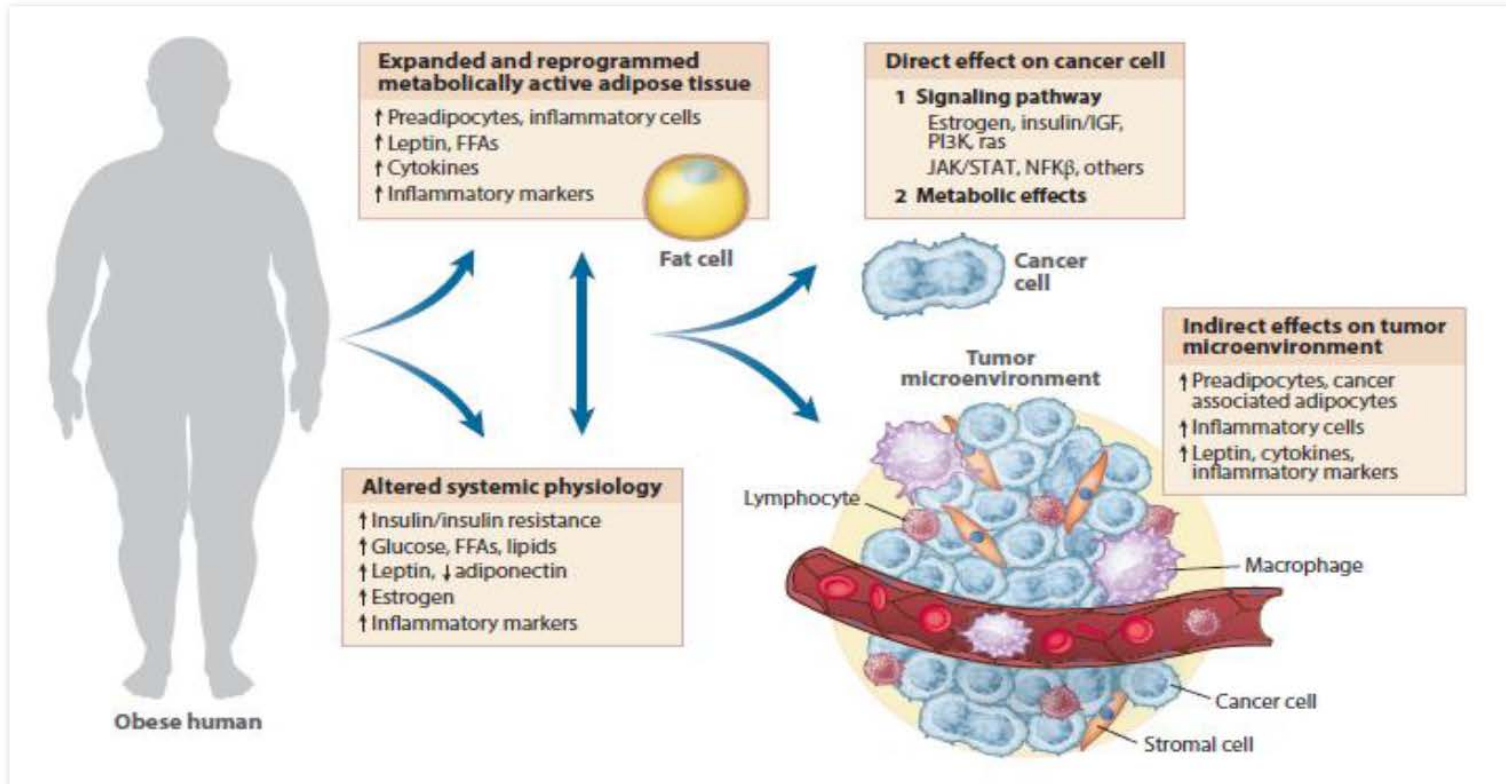 Expanded and reprogrammed
metabolically active adipose tissue
↑ Preadipocytes, inflammatory cells
↑ Leptin, FFAs
↑ Cytokines
↑ Inflammatory markers
Fat cell
Direct effect on cancer cell
1 Signaling pathway
Estrogen, insulin/IGF,
PI3K, ras
JAK/STAT, NFKβ, others
2 Metabolic effects
Cancer
cell
Indirect effects on tumor
microenvironment
↑ Preadipocytes, cancer
associated adipocytes
↑ Inflammatory cells
↑ Leptin, cytokines,
inflammatory markers
Tumor
microenvironment
Altered systemic physiology
↑ Insulin/insulin resistance
↑ Glucose, FFAs, lipids
↑ Leptin, ↓ adiponectin
↑ Estrogen
↑ Inflammatory markers
Lymphocyte
Macrophage
Cancer cell
Stromal cell
Obese human